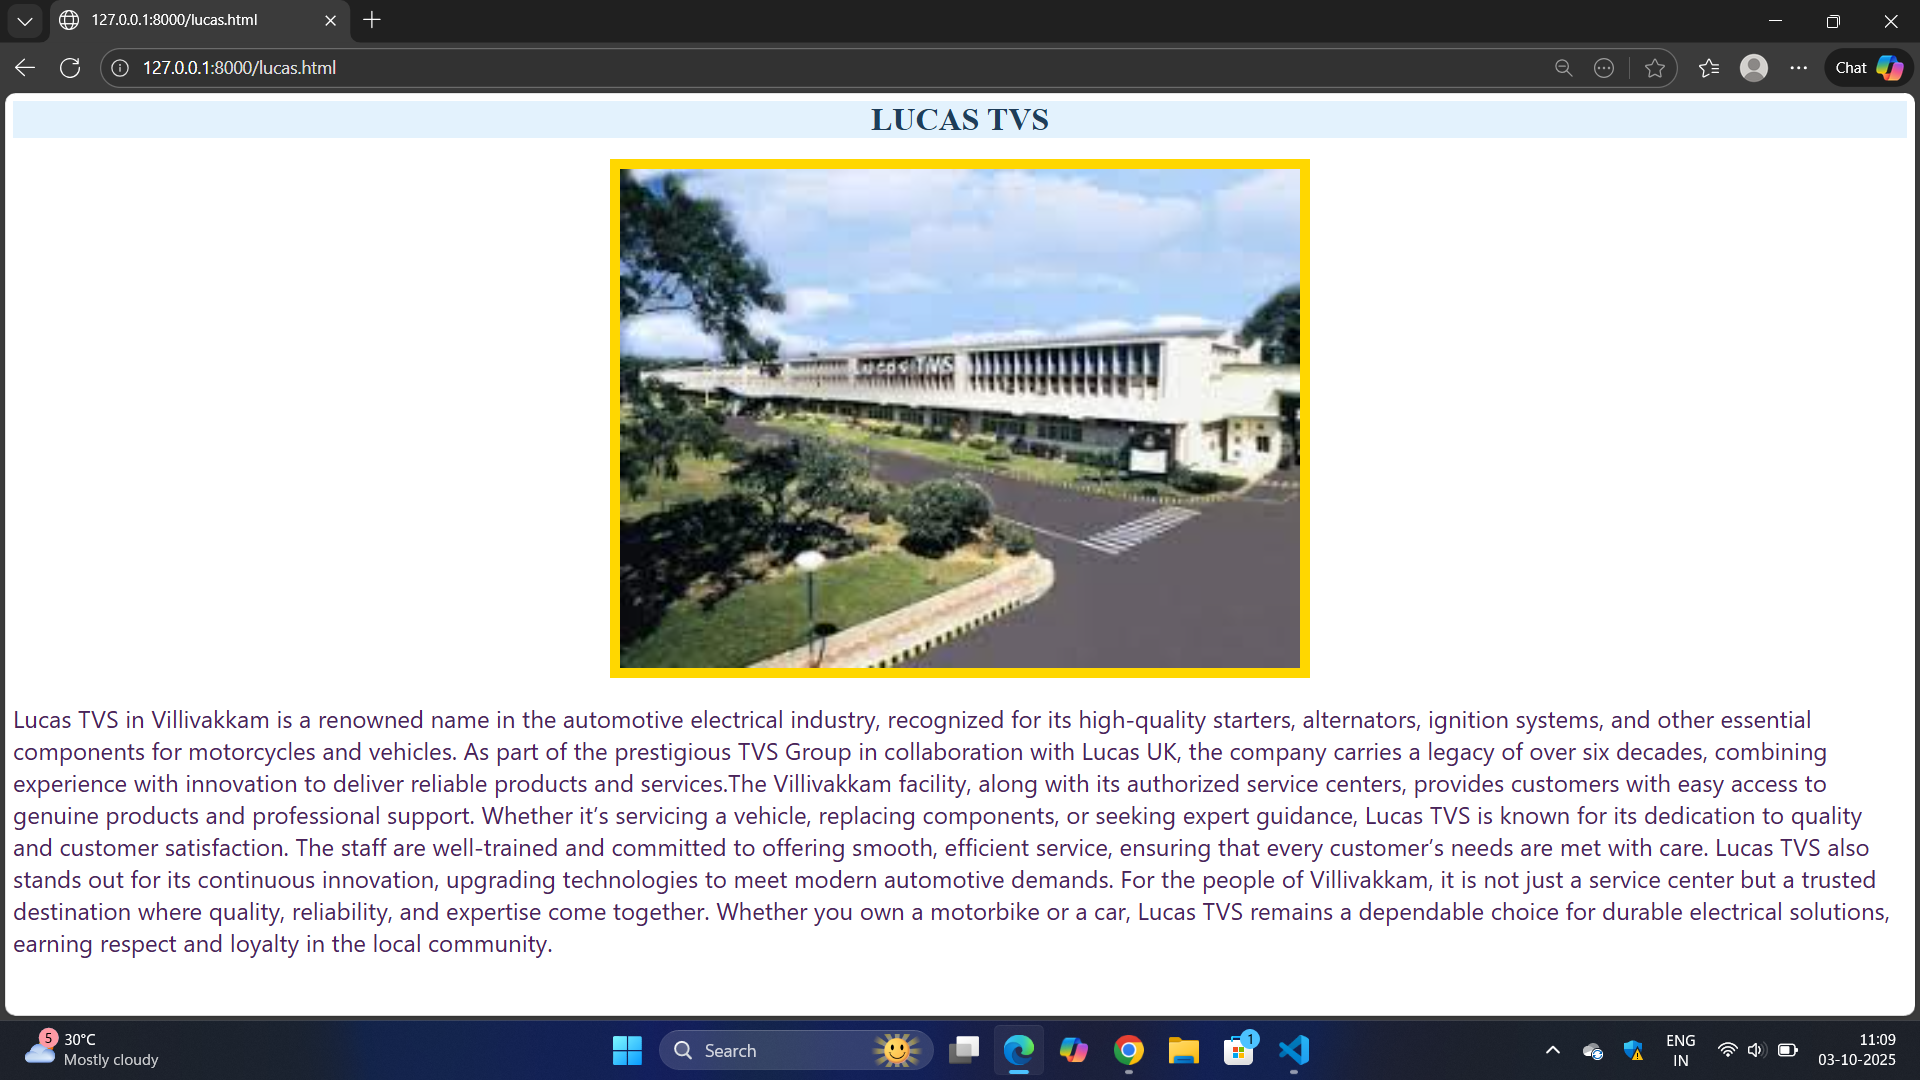 127.0.0.1:8000/lucas.html
127.0.0.1:8000/lucas.html
Chat
LUCAS TVS
Lucas TVS
Lucas TVS in Villivakkam is a renowned name in the automotive electrical industry, recognized for its high-quality starters, alternators, ignition systems, and other essential
components for motorcycles and vehicles. As part of the prestigious TVS Group in collaboration with Lucas UK, the company carries a legacy of over six decades, combining
experience with innovation to deliver reliable products and services.The Villivakkam facility, along with its authorized service centers, provides customers with easy access to
genuine products and professional support. Whether it’s servicing a vehicle, replacing components, or seeking expert guidance, Lucas TVS is known for its dedication to quality
and customer satisfaction. The staff are well-trained and committed to offering smooth, efficient service, ensuring that every customer’s needs are met with care. Lucas TVS also
stands out for its continuous innovation, upgrading technologies to meet modern automotive demands. For the people of Villivakkam, it is not just a service center but a trusted
destination where quality, reliability, and expertise come together. Whether you own a motorbike or a car, Lucas TVS remains a dependable choice for durable electrical solutions,
earning respect and loyalty in the local community.
5
30°C
Mostly cloudy
Search
1
ENG
IN
11:09
03-10-2025